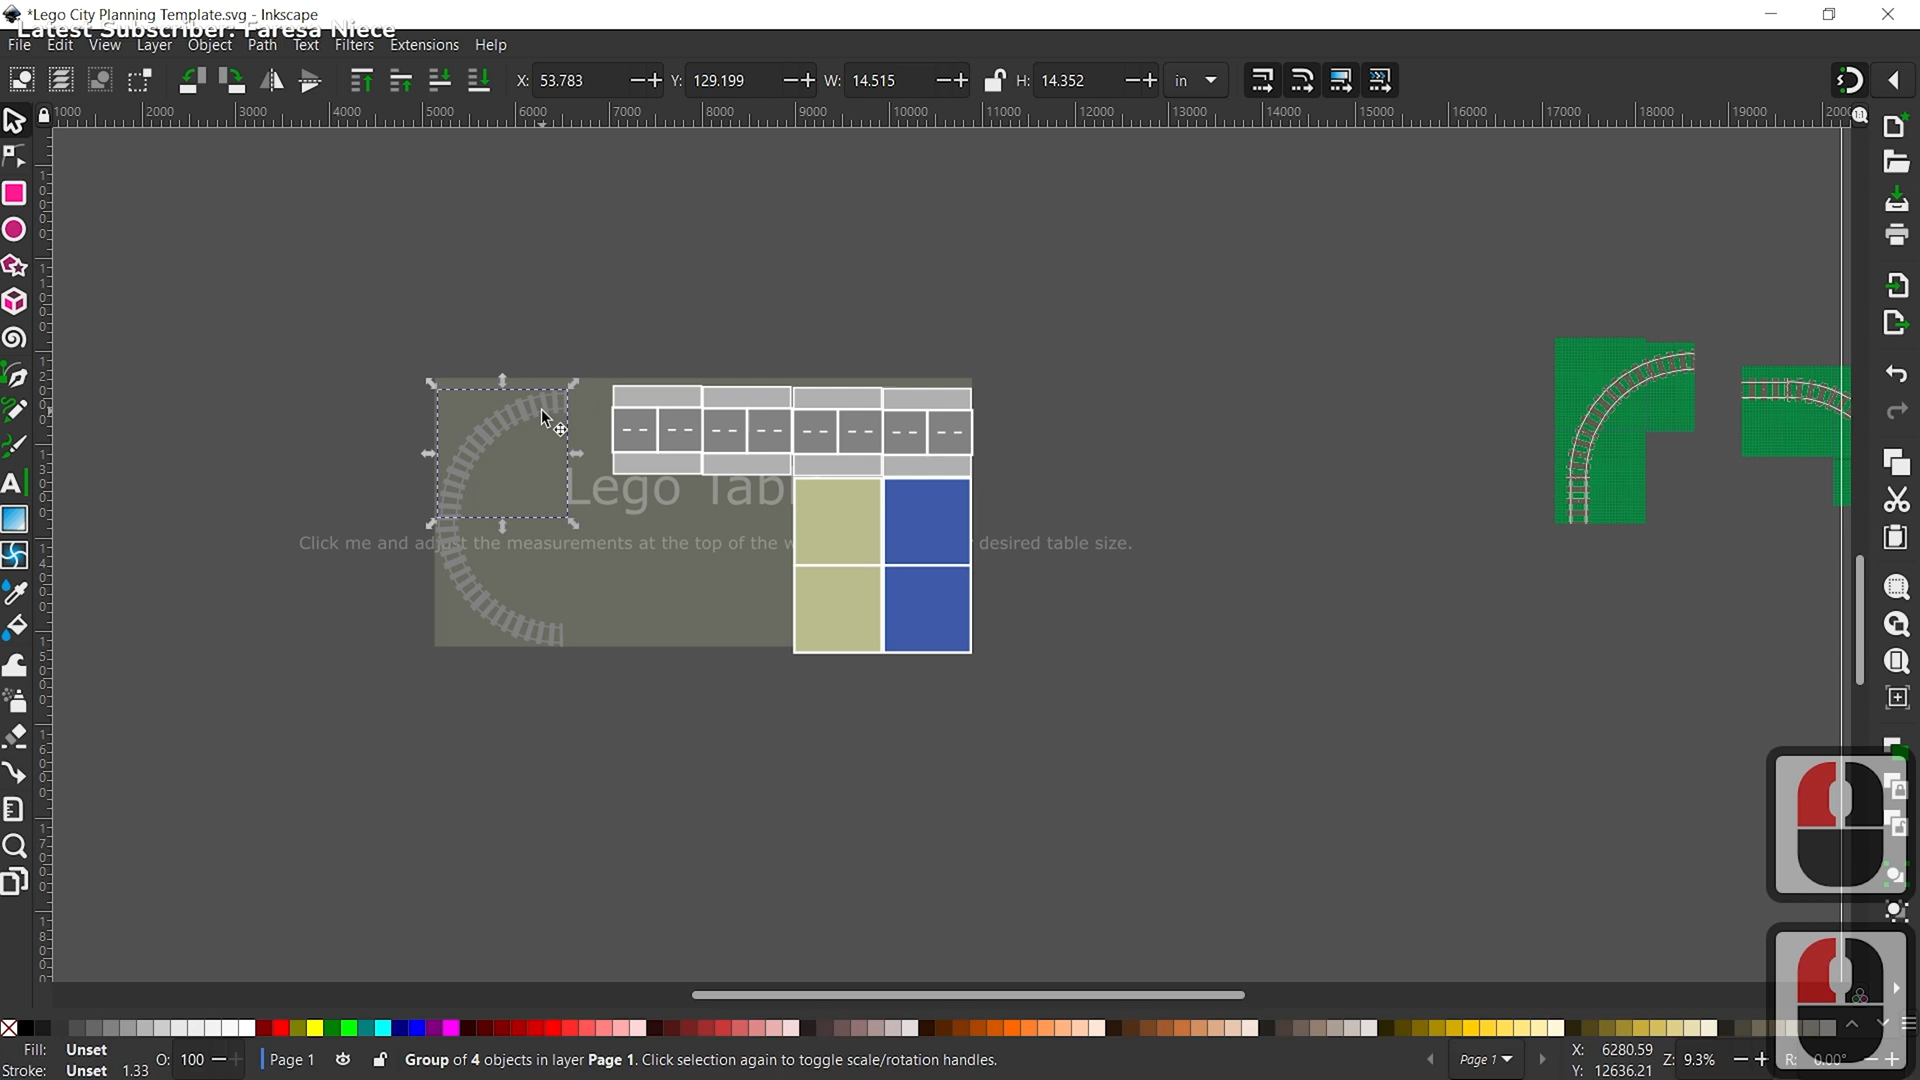 *Lego City Planning Template.svg - Inkscape
Latest Subscriber: Faresa Niece
File Edit View Layer Object Path Text Filters Extensions Help
X: 53.783 Y: 129.199 W: 14.515 H: 14.352 in
1000 2000 3000 4000 5000 6000 7000 8000 9000 10000 11000 12000 13000 14000 15000 16000 17000 18000 19000
Lego Tab
Click me and adjust the measurements at the top of the w desired table size.
Fill: Unset O: 100 Page 1 Group of 4 objects in layer Page 1. Click selection again to toggle scale/rotation handles. Page 1 X: 6280.59 Z: 9.3% R: 0.00°
Stroke: Unset 1.33 Y: 12636.21